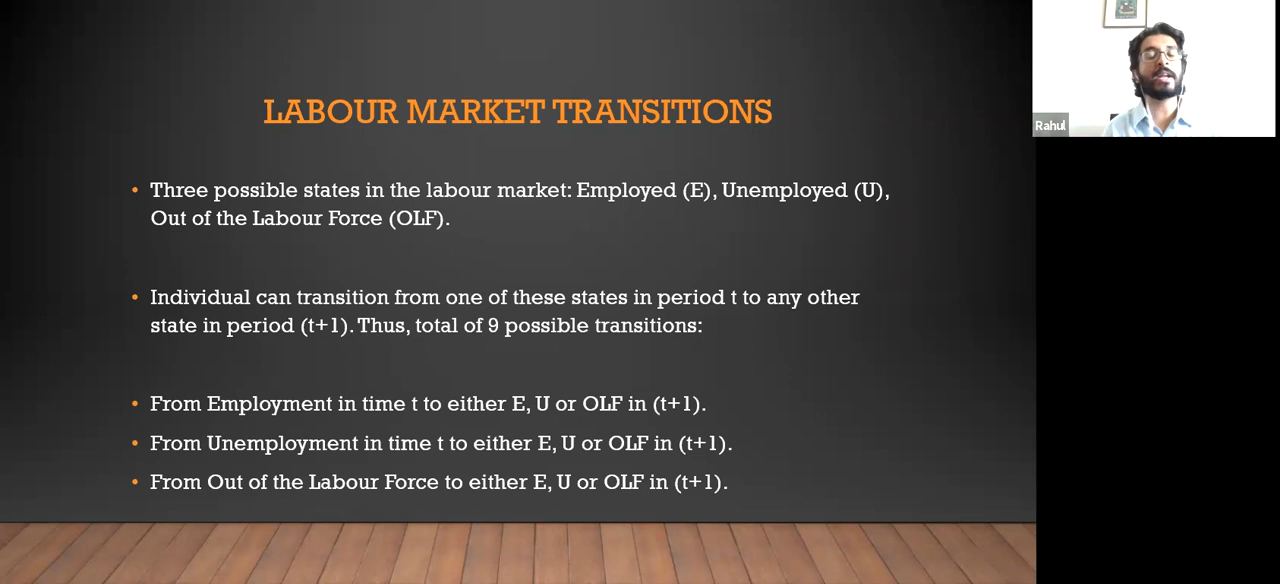 LABOUR MARKET TRANSITIONS
• Three possible states in the labour market: Employed (E), Unemployed (U),
Out of the Labour Force (OLF).
• Individual can transition from one of these states in period t to any other
state in period (t+1). Thus, total of 9 possible transitions:
• From Employment in time t to either E, U or OLF in (t+1).
• From Unemployment in time t to either E, U or OLF in (t+1).
• From Out of the Labour Force to either E, U or OLF in (t+1).
Rahul